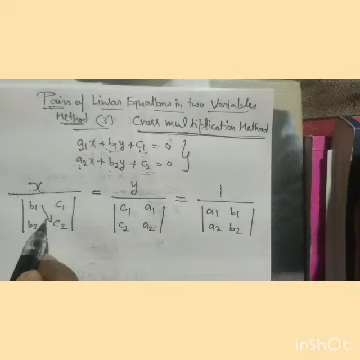 Pairs of Linear Equations in two Variables
Method (3) Cross multiplication Method
a₁x + b₁y + c₁ = 0
a₂x + b₂y + c₂ = 0 }
x = y = 1
|b₁ c₁| |c₁ a₁| |a₁ b₁|
|b₂ c₂| |c₂ a₂| |a₂ b₂|
InShOt